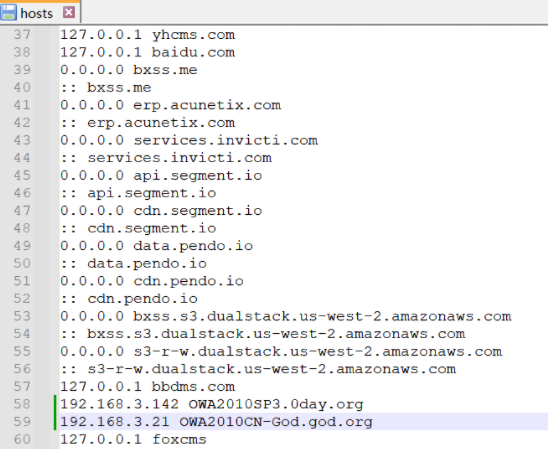 hosts
37 127.0.0.1 yhcms.com
38 127.0.0.1 baidu.com
39 0.0.0.0 bxss.me
40 :: bxss.me
41 0.0.0.0 erp.acunetix.com
42 :: erp.acunetix.com
43 0.0.0.0 services.invicti.com
44 :: services.invicti.com
45 0.0.0.0 api.segment.io
46 :: api.segment.io
47 0.0.0.0 cdn.segment.io
48 :: cdn.segment.io
49 0.0.0.0 data.pendo.io
50 :: data.pendo.io
51 0.0.0.0 cdn.pendo.io
52 :: cdn.pendo.io
53 0.0.0.0 bxss.s3.dualstack.us-west-2.amazonaws.com
54 :: bxss.s3.dualstack.us-west-2.amazonaws.com
55 0.0.0.0 s3-r-w.dualstack.us-west-2.amazonaws.com
56 :: s3-r-w.dualstack.us-west-2.amazonaws.com
57 127.0.0.1 bbdms.com
58 192.168.3.142 OWA2010SP3.0day.org
59 192.168.3.21 OWA2010CN-God.god.org
60 127.0.0.1 foxcms